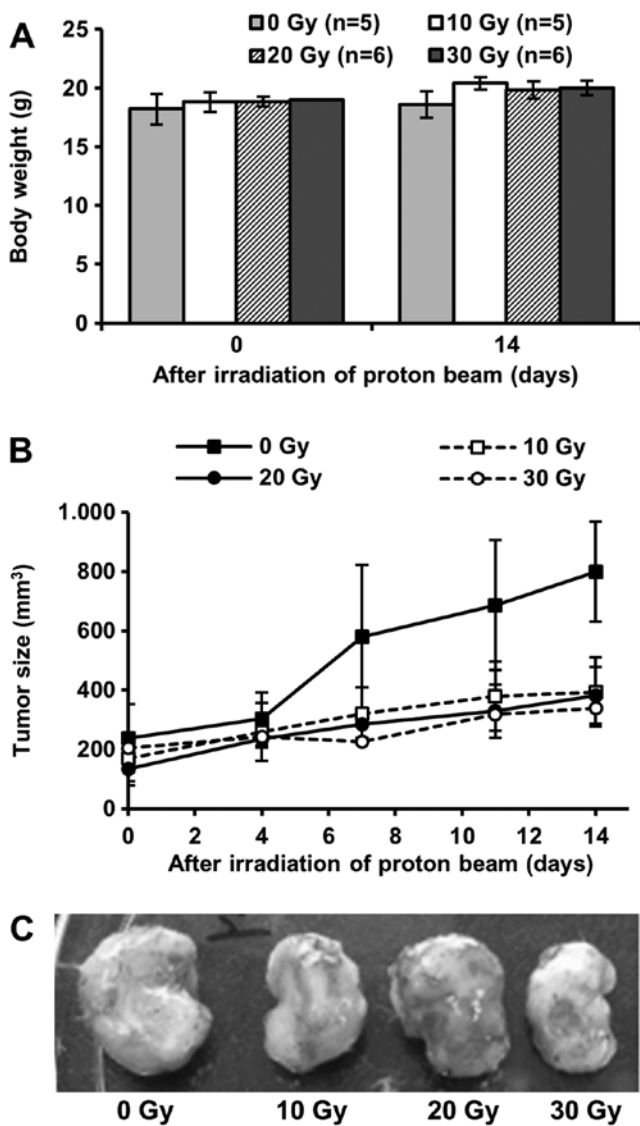 A
0 Gy (n=5) 10 Gy (n=5)
20 Gy (n=6) 30 Gy (n=6)
Body weight (g)
25
20
15
10
5
0
0 14
After irradiation of proton beam (days)
B
0 Gy 10 Gy
20 Gy 30 Gy
Tumor size (mm³)
1.000
800
600
400
200
0
0 2 4 6 8 10 12 14
After irradiation of proton beam (days)
C
0 Gy 10 Gy 20 Gy 30 Gy